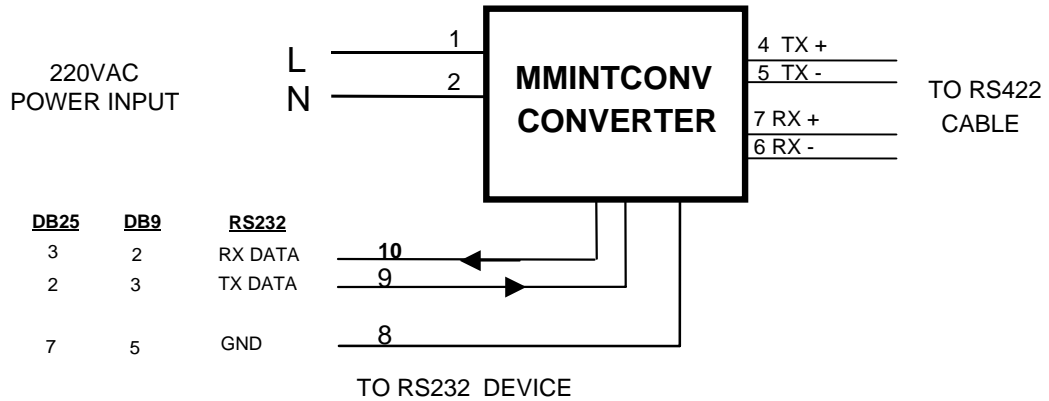 220VAC
POWER INPUT
L
N
1
2
MMINTCONV
CONVERTER
4 TX +
5 TX -
7 RX +
6 RX -
TO RS422
CABLE
DB25 DB9 RS232
3 2 RX DATA 10
2 3 TX DATA 9
7 5 GND 8
TO RS232 DEVICE